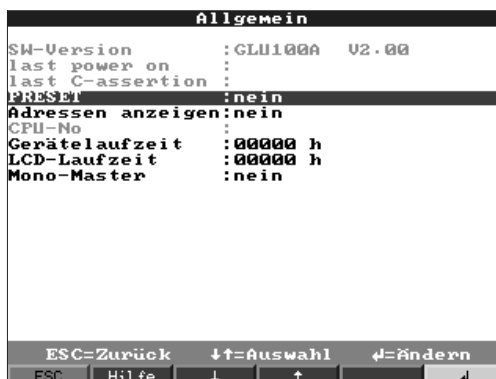 Allgemein
SW-Version :GLU100A V2.00
last power on :
last C-assertion :
PRESET :nein
Adressen anzeigen:nein
CPU-No :
Gerätelaufzeit :00000 h
LCD-Laufzeit :00000 h
Mono-Master :nein
ESC=Zurück ↓↑=Auswahl ↲=Ändern
ESC Hilfe ↓ ↑ ↲